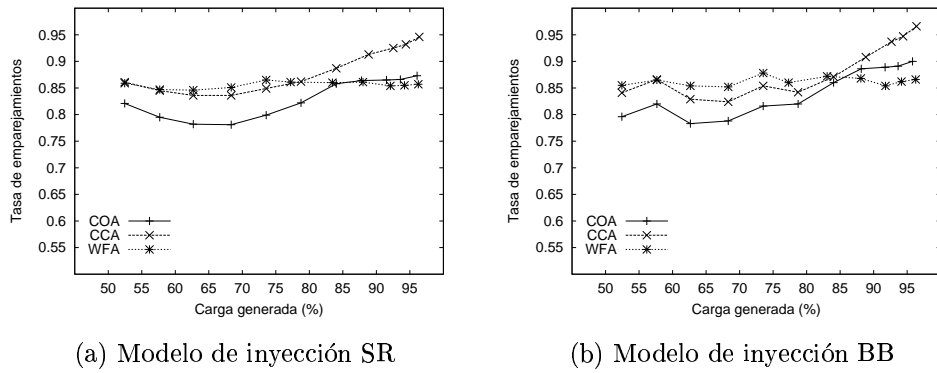 Tasa de emparejamientos
0.95
0.9
0.85
0.8
0.75
0.7
0.65
0.6
0.55
COA
CCA
WFA
50 55 60 65 70 75 80 85 90 95
Carga generada (%)
(a) Modelo de inyección SR
Tasa de emparejamientos
0.95
0.9
0.85
0.8
0.75
0.7
0.65
0.6
0.55
COA
CCA
WFA
50 55 60 65 70 75 80 85 90 95
Carga generada (%)
(b) Modelo de inyección BB